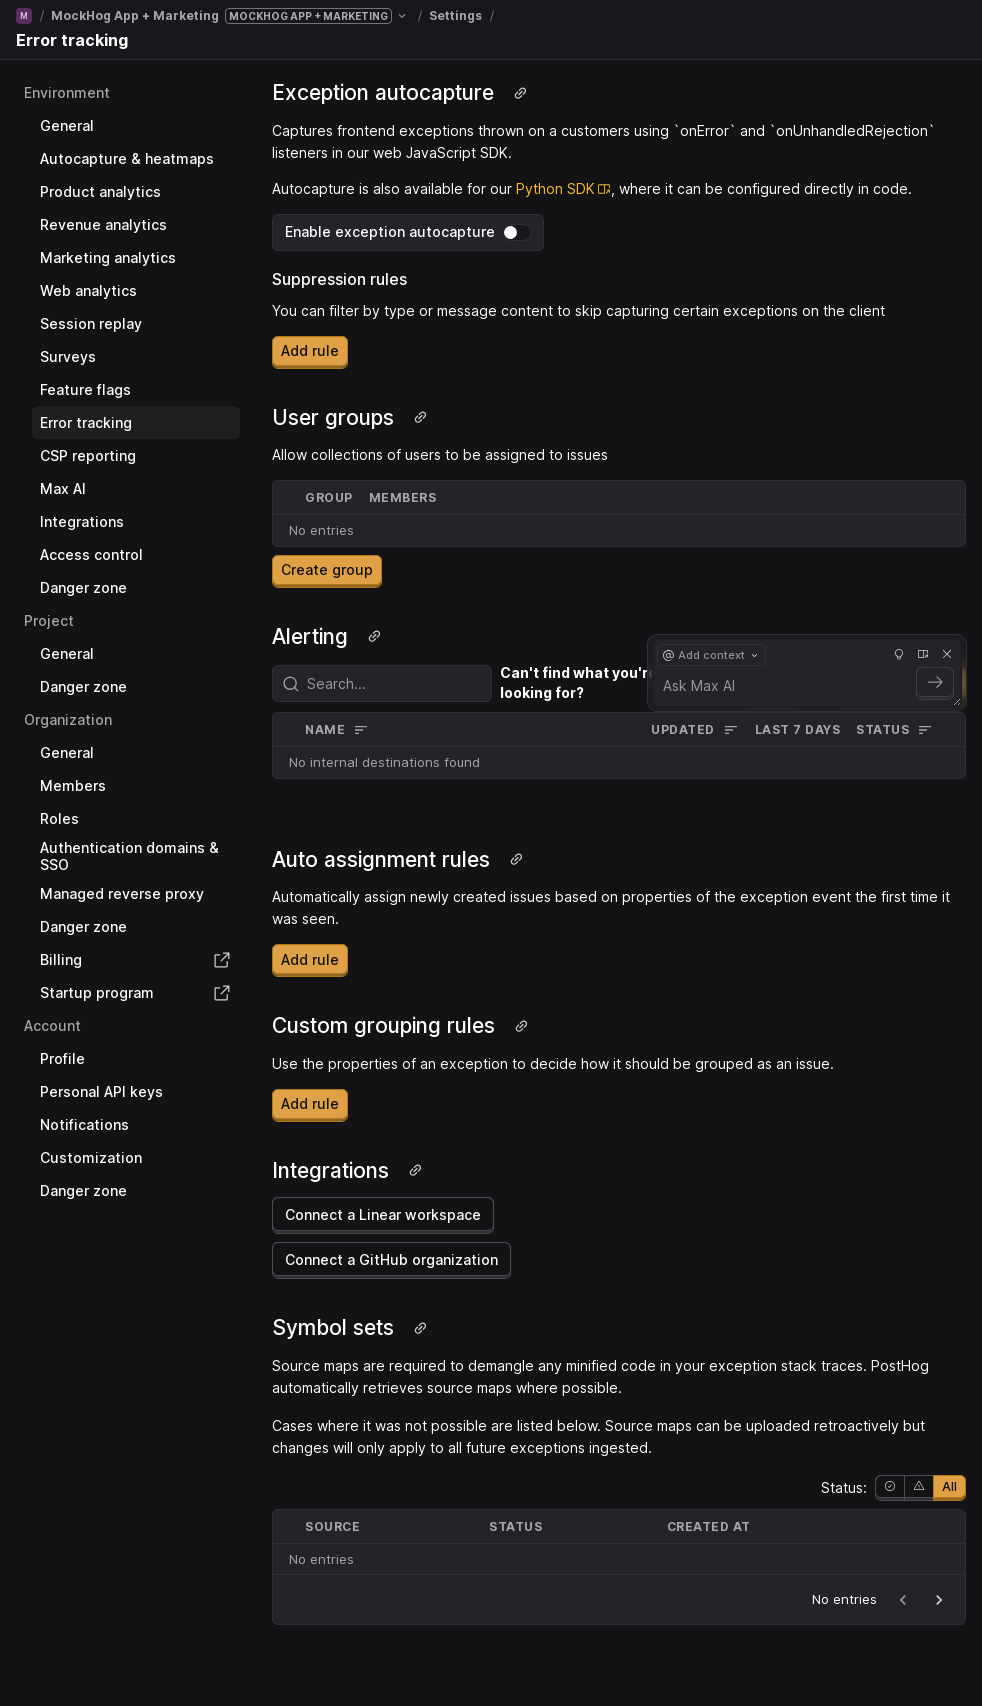 M / MockHog App + Marketing MOCKHOG APP + MARKETING / Settings /
Error tracking
Environment
General
Autocapture & heatmaps
Product analytics
Revenue analytics
Marketing analytics
Web analytics
Session replay
Surveys
Feature flags
Error tracking
CSP reporting
Max AI
Integrations
Access control
Danger zone
Project
General
Danger zone
Organization
General
Members
Roles
Authentication domains &
SSO
Managed reverse proxy
Danger zone
Billing
Startup program
Account
Profile
Personal API keys
Notifications
Customization
Danger zone
Exception autocapture
Captures frontend exceptions thrown on a customers using `onError` and `onUnhandledRejection`
listeners in our web JavaScript SDK.
Autocapture is also available for our Python SDK, where it can be configured directly in code.
Enable exception autocapture
Suppression rules
You can filter by type or message content to skip capturing certain exceptions on the client
Add rule
User groups
Allow collections of users to be assigned to issues
GROUP MEMBERS
No entries
Create group
Alerting
Search...
Can't find what you're
looking for?
@ Add context
Ask Max AI
NAME UPDATED LAST 7 DAYS STATUS
No internal destinations found
Auto assignment rules
Automatically assign newly created issues based on properties of the exception event the first time it
was seen.
Add rule
Custom grouping rules
Use the properties of an exception to decide how it should be grouped as an issue.
Add rule
Integrations
Connect a Linear workspace
Connect a GitHub organization
Symbol sets
Source maps are required to demangle any minified code in your exception stack traces. PostHog
automatically retrieves source maps where possible.
Cases where it was not possible are listed below. Source maps can be uploaded retroactively but
changes will only apply to all future exceptions ingested.
Status: All
SOURCE STATUS CREATED AT
No entries
No entries